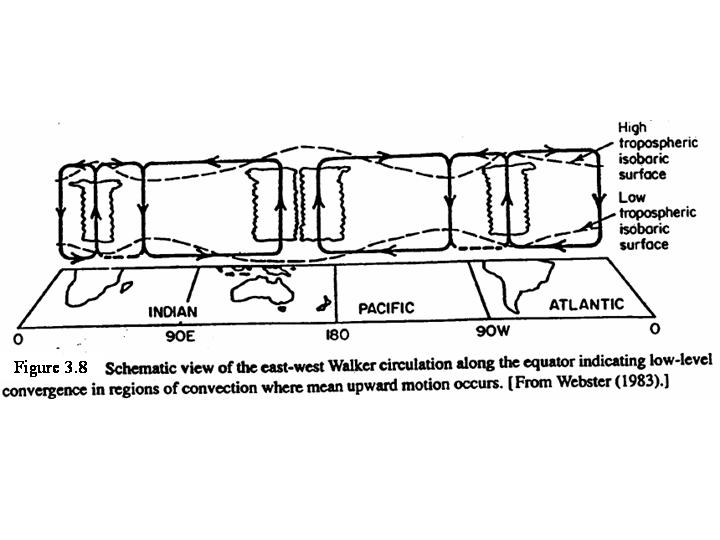 High
tropospheric
isobaric
surface
Low
tropospheric
isobaric
surface
INDIAN
PACIFIC
ATLANTIC
0
90E
180
90W
0
Figure 3.8 Schematic view of the east-west Walker circulation along the equator indicating low-level
convergence in regions of convection where mean upward motion occurs. [From Webster (1983).]